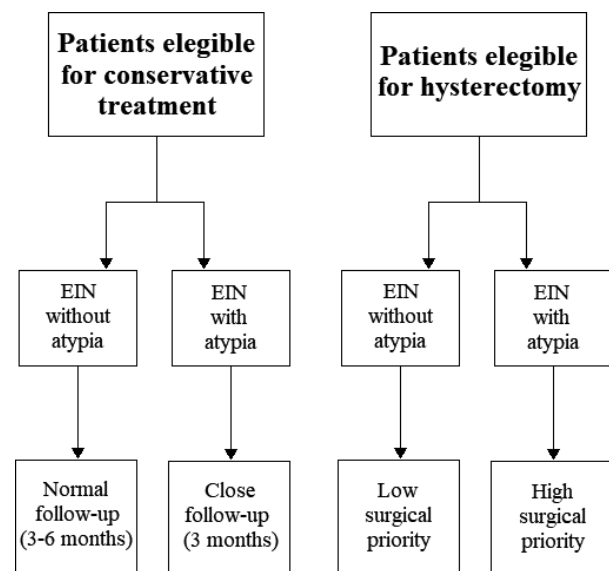 Patients elegible
for conservative
treatment
Patients elegible
for hysterectomy
EIN
without
atypia
EIN
with
atypia
EIN
without
atypia
EIN
with
atypia
Normal
follow-up
(3-6 months)
Close
follow-up
(3 months)
Low
surgical
priority
High
surgical
priority